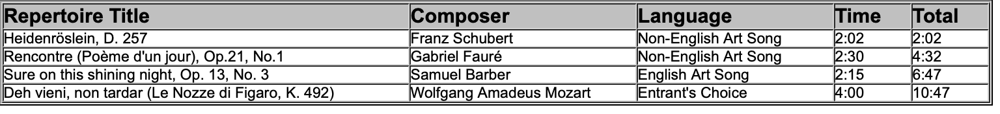 Repertoire Title Composer Language Time Total
Heidenröslein, D. 257 Franz Schubert Non-English Art Song 2:02 2:02
Rencontre (Poème d'un jour), Op.21, No.1 Gabriel Fauré Non-English Art Song 2:30 4:32
Sure on this shining night, Op. 13, No. 3 Samuel Barber English Art Song 2:15 6:47
Deh vieni, non tardar (Le Nozze di Figaro, K. 492) Wolfgang Amadeus Mozart Entrant's Choice 4:00 10:47